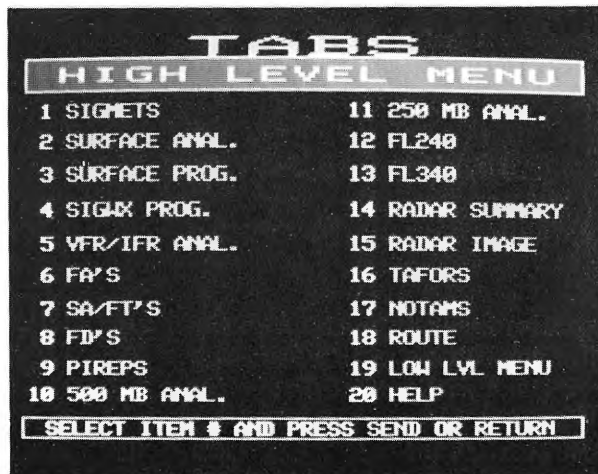 TABS
HIGH LEVEL MENU
1 SIGMETS
2 SURFACE ANAL.
3 SURFACE PROG.
4 SIGWX PROG.
5 VFR/IFR ANAL.
6 FA'S
7 SA/FT'S
8 FD'S
9 PIREPS
10 500 MB ANAL.
11 250 MB ANAL.
12 FL240
13 FL340
14 RADAR SUMMARY
15 RADAR IMAGE
16 TAFORS
17 NOTAMS
18 ROUTE
19 LOW LVL MENU
20 HELP
SELECT ITEM # AND PRESS SEND OR RETURN